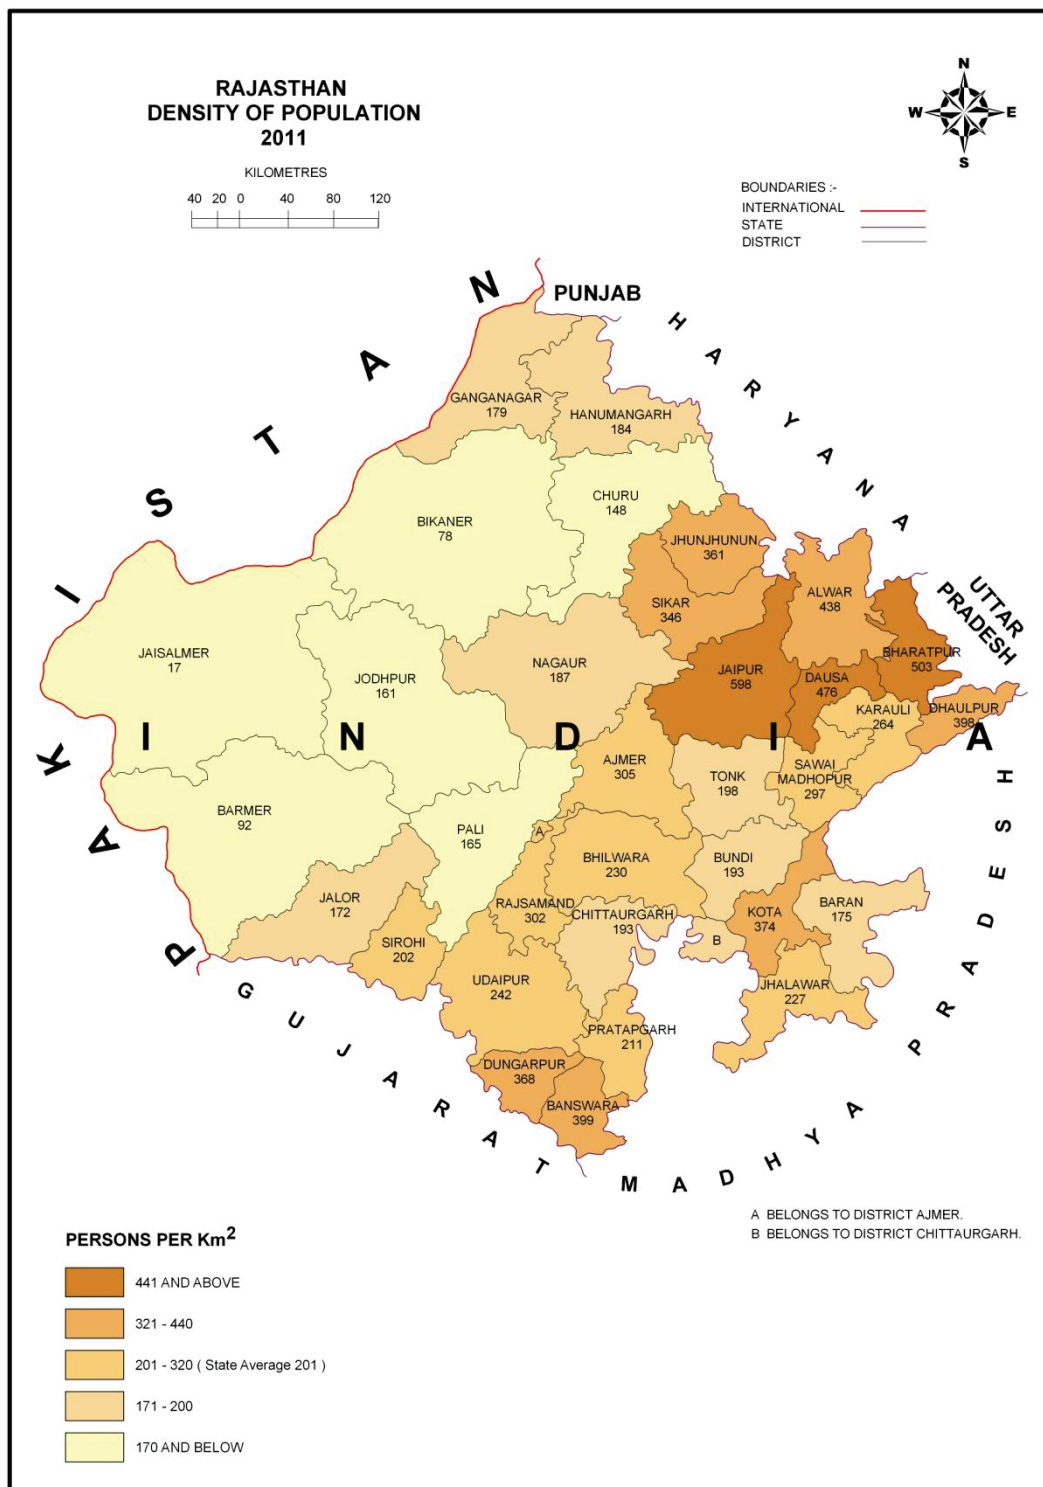 RAJASTHAN
DENSITY OF POPULATION
2011
KILOMETRES
40 20 0 40 80 120
N
W E
S
BOUNDARIES :-
INTERNATIONAL
STATE
DISTRICT
PAKISTAN
PUNJAB
HARYANA
UTTAR
PRADESH
MADHYA PRADESH
GUJARAT
INDIA
GANGANAGAR
179
HANUMANGARH
184
BIKANER
78
CHURU
148
JHUNJHUNUN
361
SIKAR
346
ALWAR
438
BHARATPUR
503
JAISALMER
17
JODHPUR
161
NAGAUR
187
JAIPUR
598
DAUSA
476
KARAULI
264
DHAULPUR
398
AJMER
305
TONK
198
SAWAI
MADHOPUR
297
BARMER
92
PALI
165
A
BHILWARA
230
BUNDI
193
JALOR
172
SIROHI
202
RAJSAMAND
302
CHITTAURGARH
193
B
KOTA
374
BARAN
175
UDAIPUR
242
JHALAWAR
227
PRATAPGARH
211
DUNGARPUR
368
BANSWARA
399
A BELONGS TO DISTRICT AJMER.
B BELONGS TO DISTRICT CHITTAURGARH.
PERSONS PER Km²
441 AND ABOVE
321 - 440
201 - 320 ( State Average 201 )
171 - 200
170 AND BELOW